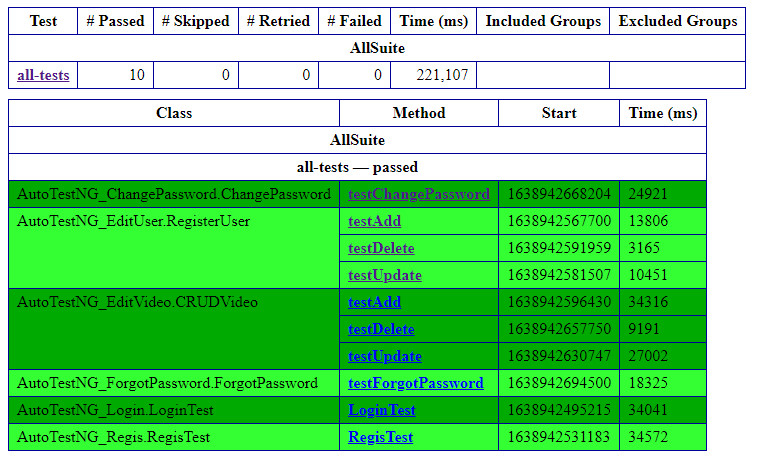 Test # Passed # Skipped # Retried # Failed Time (ms) Included Groups Excluded Groups
AllSuite
all-tests 10 0 0 0 221,107
Class Method Start Time (ms)
AllSuite
all-tests — passed
AutoTestNG_ChangePassword.ChangePassword testChangePassword 1638942668204 24921
AutoTestNG_EditUser.RegisterUser testAdd 1638942567700 13806
testDelete 1638942591959 3165
testUpdate 1638942581507 10451
AutoTestNG_EditVideo.CRUDVideo testAdd 1638942596430 34316
testDelete 1638942657750 9191
testUpdate 1638942630747 27002
AutoTestNG_ForgotPassword.ForgotPassword testForgotPassword 1638942694500 18325
AutoTestNG_Login.LoginTest LoginTest 1638942495215 34041
AutoTestNG_Regis.RegisTest RegisTest 1638942531183 34572